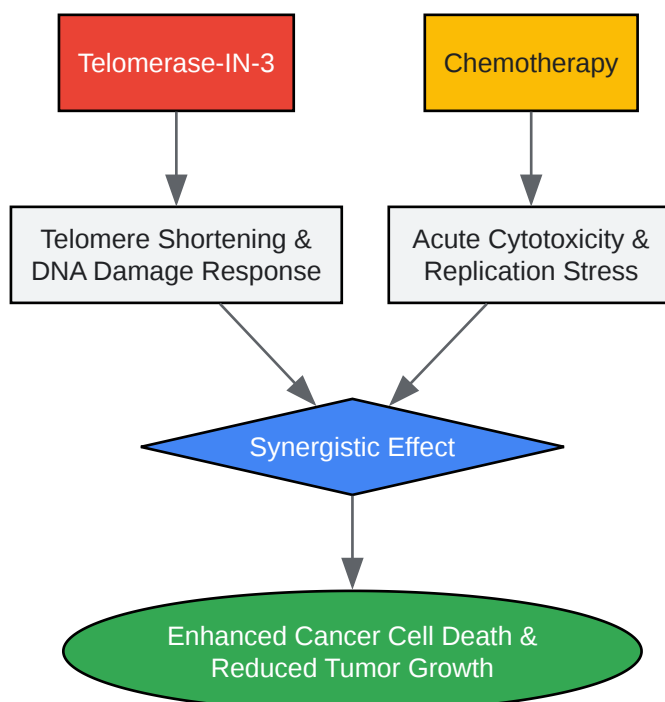 Telomerase-IN-3
Chemotherapy
Telomere Shortening &
DNA Damage Response
Acute Cytotoxicity &
Replication Stress
Synergistic Effect
Enhanced Cancer Cell Death &
Reduced Tumor Growth